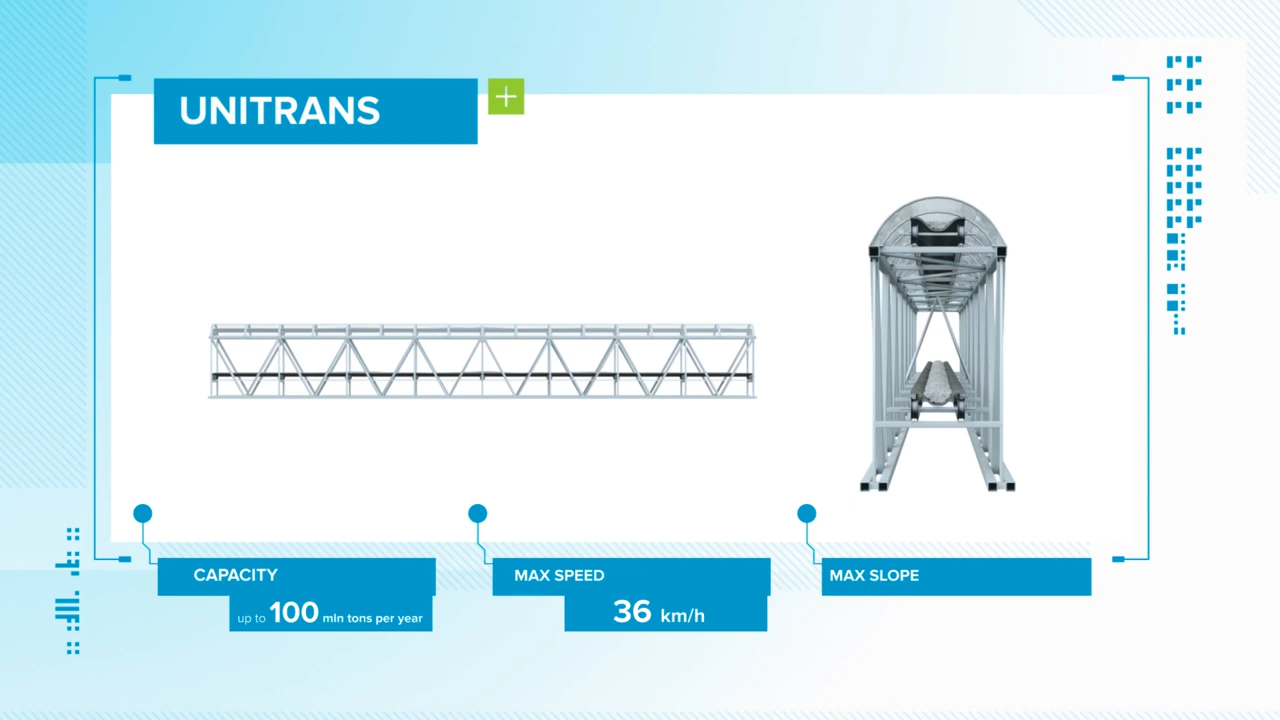 UNITRANS
CAPACITY
up to 100 mln tons per year
MAX SPEED
36 km/h
MAX SLOPE